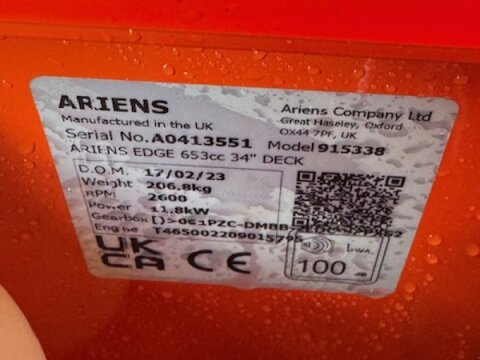 ARIENS
Ariens Company Ltd
Manufactured in the UK
Great Haseley, Oxford
OX44 7PF, UK
Serial No. A0413551 Model 915338
ARIENS EDGE 653cc 34" DECK
D.O.M. 17/02/23
Weight 206.8kg
RPM 2600
Power 11.8kW
Gearbox
Engine
UK
CA CE
LWA
100 dB